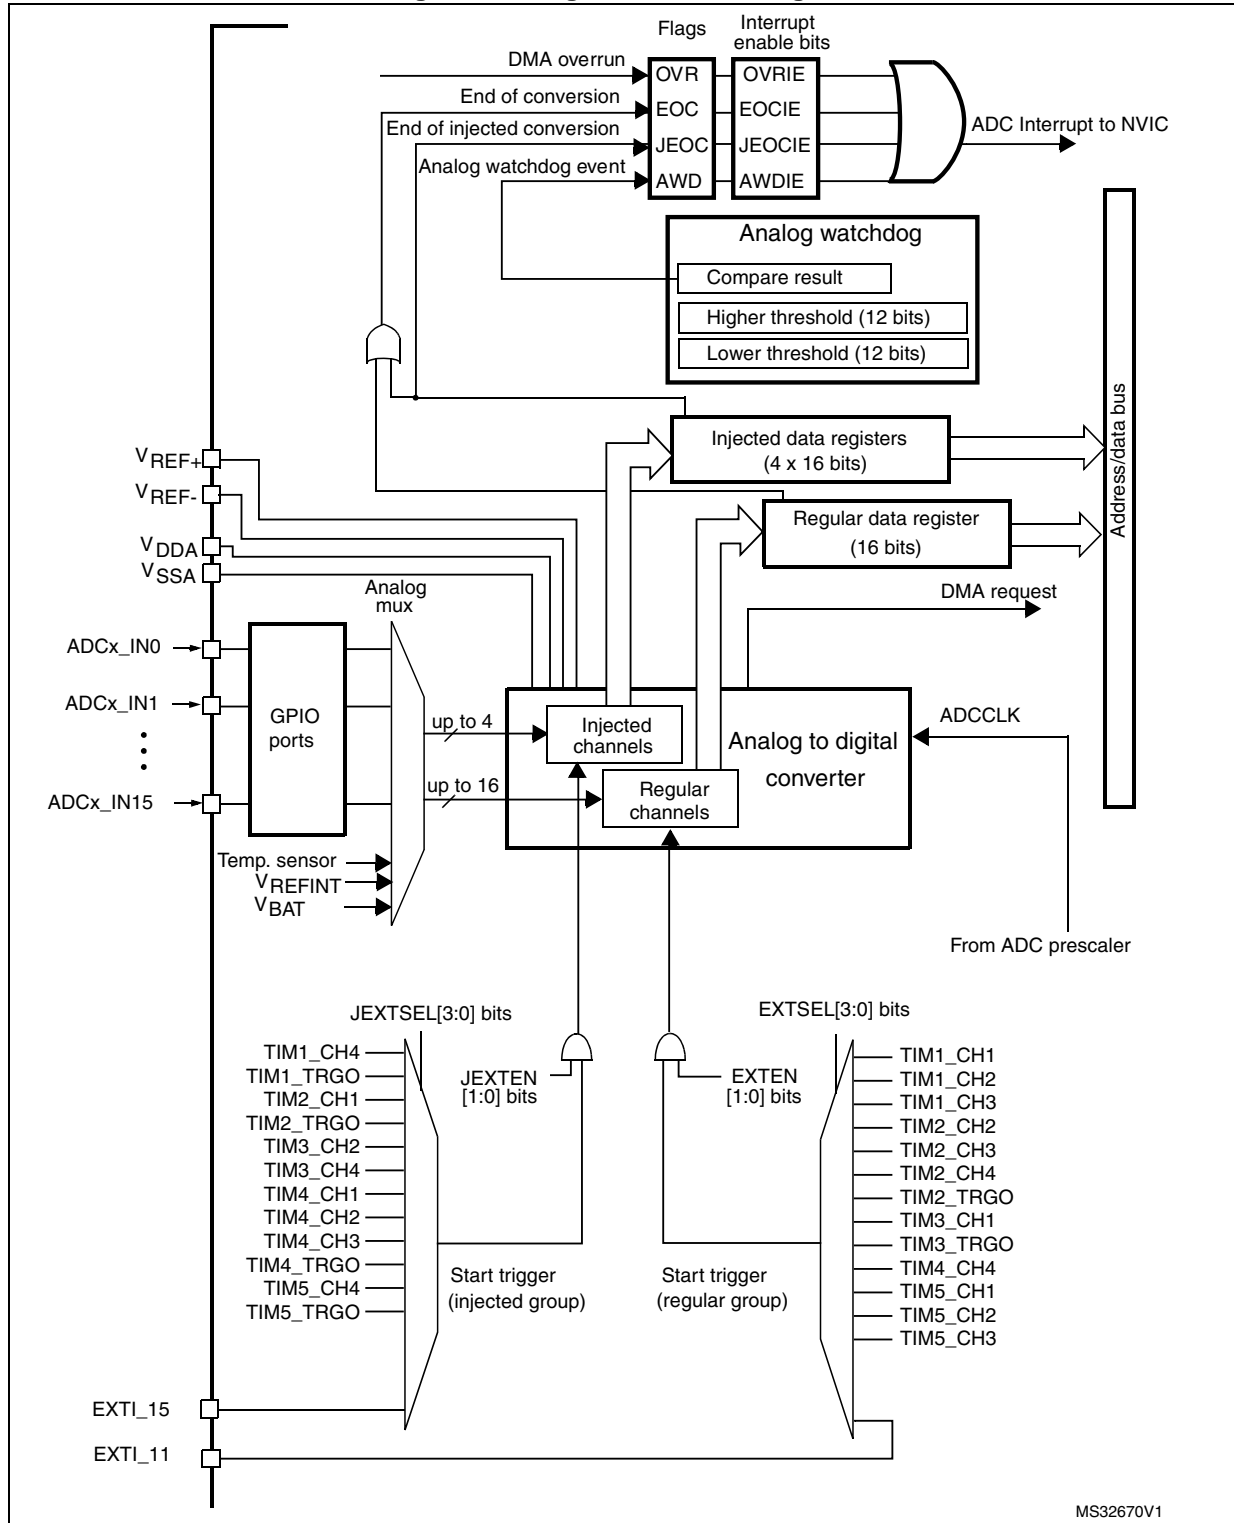 Flags
Interrupt
enable bits
DMA overrun
OVR
OVRIE
End of conversion
EOC
EOCIE
End of injected conversion
JEOC
JEOCIE
ADC Interrupt to NVIC
Analog watchdog event
AWD
AWDIE
Analog watchdog
Compare result
Higher threshold (12 bits)
Lower threshold (12 bits)
Address/data bus
Injected data registers
(4 x 16 bits)
Regular data register
(16 bits)
VREF+
VREF-
VDDA
VSSA
Analog
mux
DMA request
ADCx_IN0
ADCx_IN1
ADCx_IN15
GPIO
ports
up to 4
up to 16
Injected
channels
Regular
channels
Analog to digital
converter
ADCCLK
Temp. sensor
VREFINT
VBAT
From ADC prescaler
JEXTSEL[3:0] bits
EXTSEL[3:0] bits
TIM1_CH4
TIM1_TRGO
TIM2_CH1
TIM2_TRGO
TIM3_CH2
TIM3_CH4
TIM4_CH1
TIM4_CH2
TIM4_CH3
TIM4_TRGO
TIM5_CH4
TIM5_TRGO
JEXTEN
[1:0] bits
EXTEN
[1:0] bits
TIM1_CH1
TIM1_CH2
TIM1_CH3
TIM2_CH2
TIM2_CH3
TIM2_CH4
TIM2_TRGO
TIM3_CH1
TIM3_TRGO
TIM4_CH4
TIM5_CH1
TIM5_CH2
TIM5_CH3
Start trigger
(injected group)
Start trigger
(regular group)
EXTI_15
EXTI_11
MS32670V1